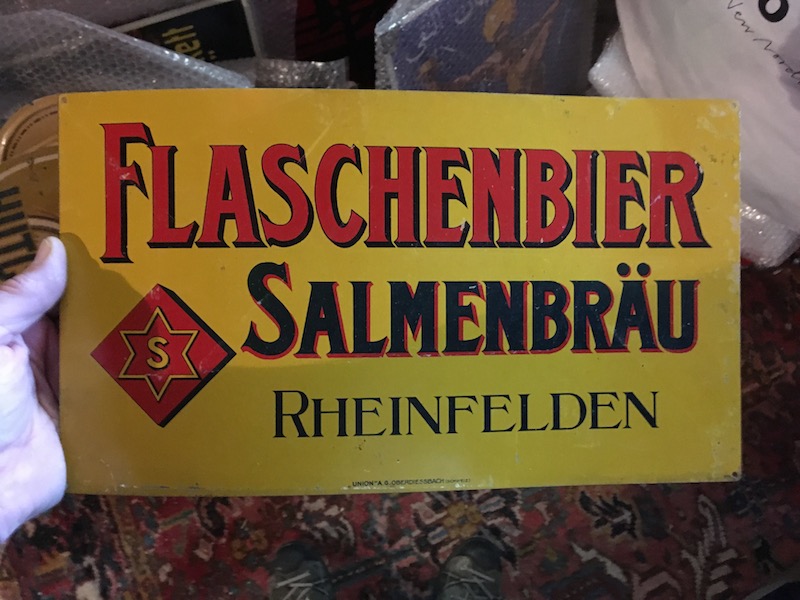 FLASCHENBIER
SALMENBRÄU
S
RHEINFELDEN
UNION A.G. OBERDIESSBACH